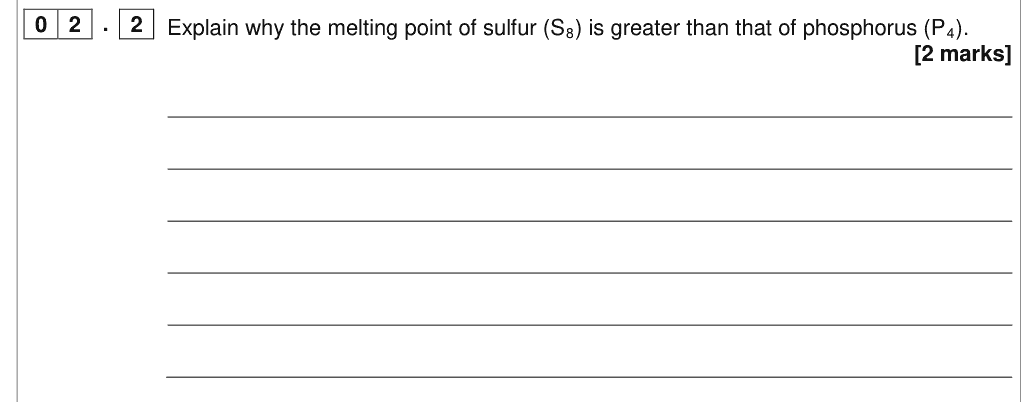 0 2 . 2 Explain why the melting point of sulfur (S₈) is greater than that of phosphorus (P₄).
[2 marks]